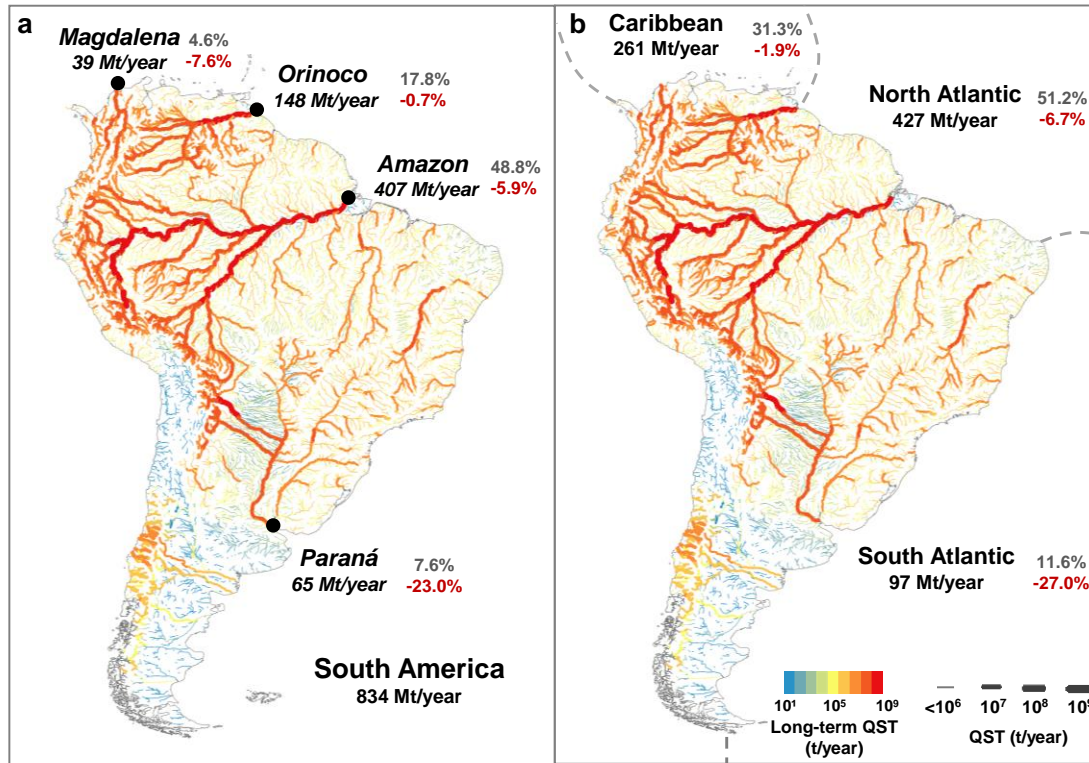 a
Magdalena 4.6%
39 Mt/year -7.6%
Orinoco 17.8%
148 Mt/year -0.7%
Amazon 48.8%
407 Mt/year -5.9%
Paraná 7.6%
65 Mt/year -23.0%
South America
834 Mt/year
b
Caribbean 31.3%
261 Mt/year -1.9%
North Atlantic 51.2%
427 Mt/year -6.7%
South Atlantic 11.6%
97 Mt/year -27.0%
10¹ 10⁵ 10⁹
Long-term QST
(t/year)
<10⁶ 10⁷ 10⁸
QST (t/year)